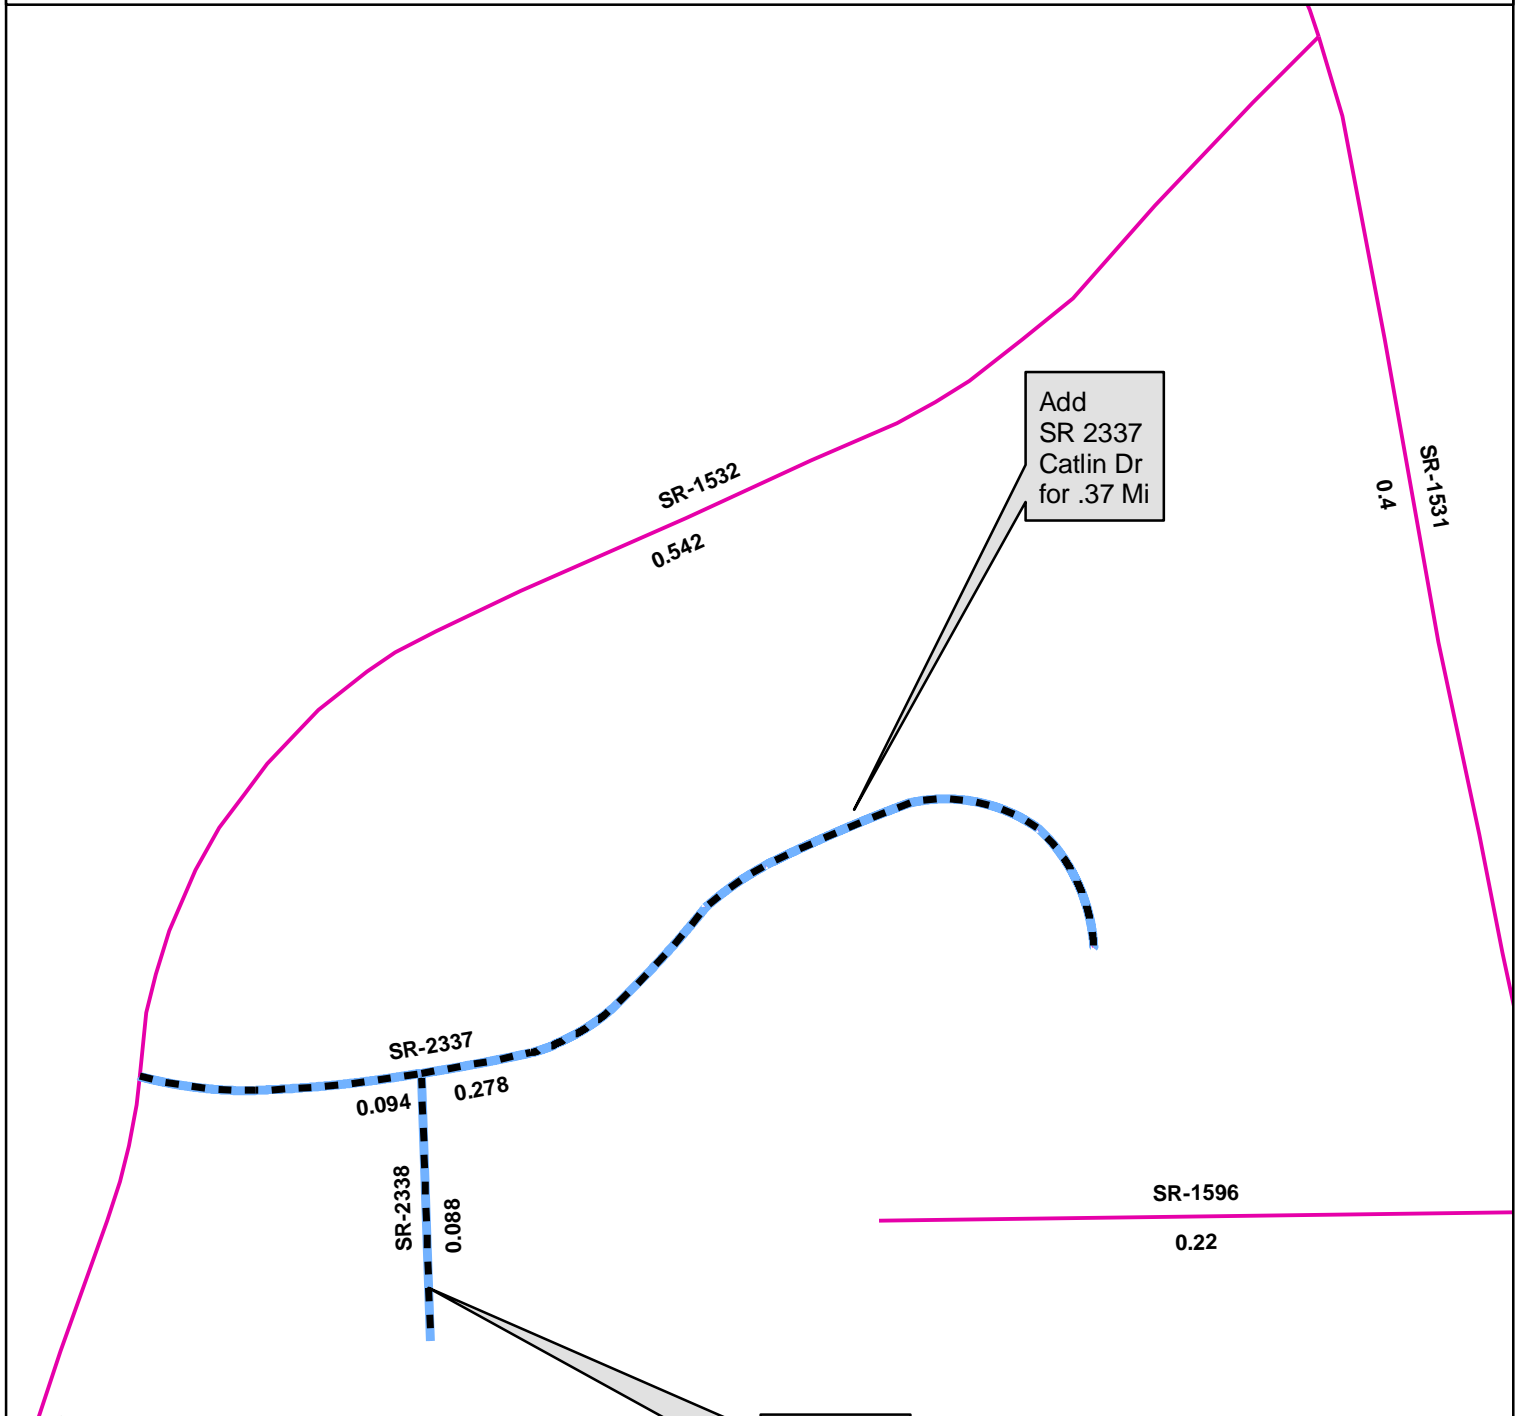 Add
SR 2337
Catlin Dr
for .37 Mi
SR-1532
0.542
SR-1531
0.4
SR-2337
0.094
0.278
SR-2338
0.088
SR-1596
0.22